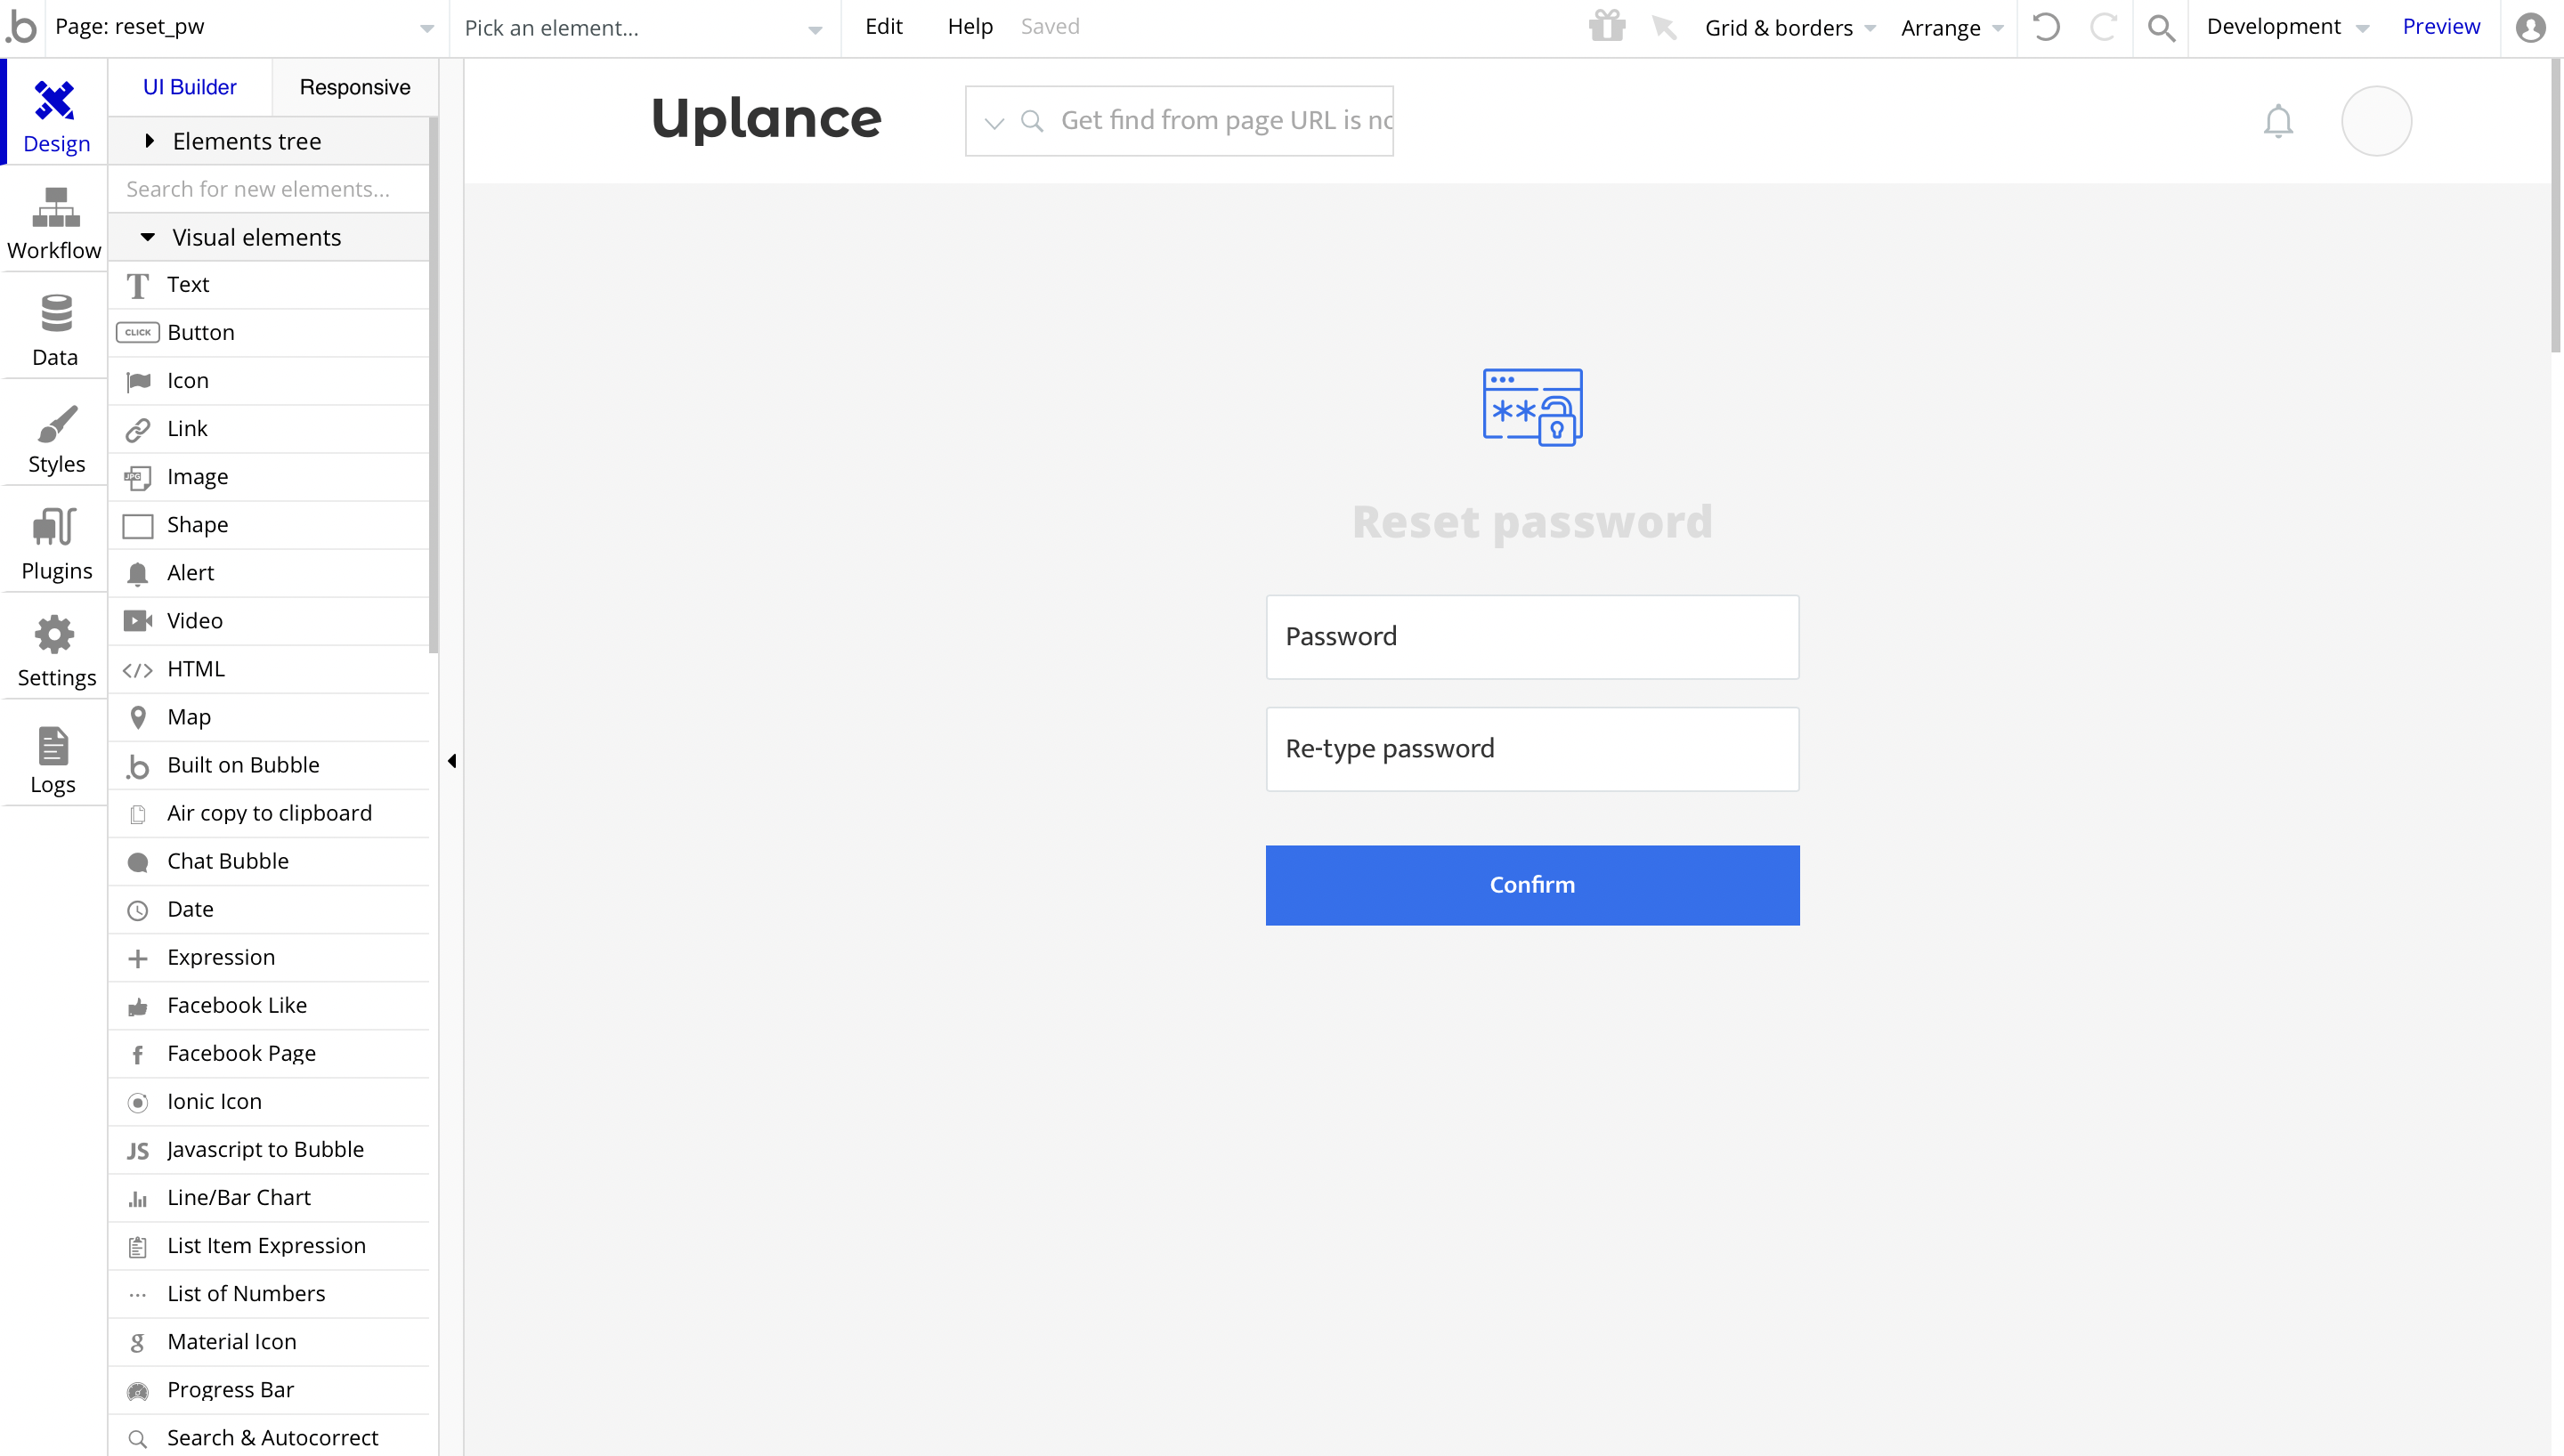 .b Page: reset_pw Pick an element... Edit Help Saved Grid & borders Arrange Development Preview
UI Builder Responsive
Design
Workflow
Data
Styles
Plugins
Settings
Logs
Elements tree
Search for new elements...
Visual elements
T Text
CLICK Button
Icon
Link
JPG Image
Shape
Alert
Video
</> HTML
Map
.b Built on Bubble
Air copy to clipboard
Chat Bubble
Date
Expression
Facebook Like
f Facebook Page
Ionic Icon
JS Javascript to Bubble
Line/Bar Chart
List Item Expression
List of Numbers
g Material Icon
Progress Bar
Search & Autocorrect
Uplance
Get find from page URL is no
**
Reset password
Password
Re-type password
Confirm